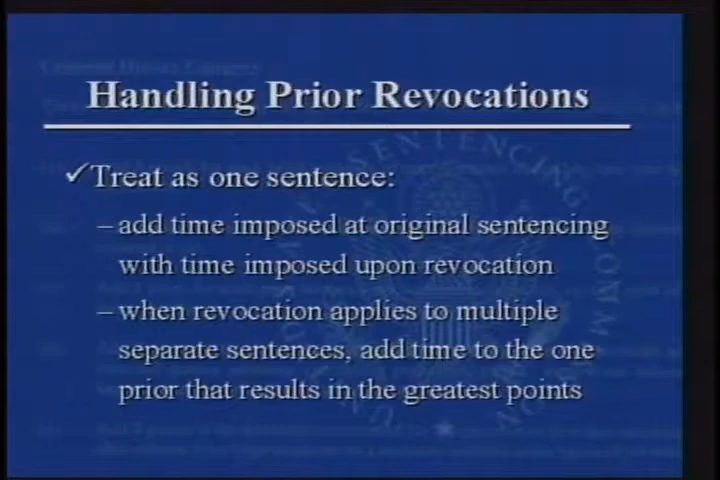 Handling Prior Revocations
✓Treat as one sentence:
– add time imposed at original sentencing
with time imposed upon revocation
– when revocation applies to multiple
separate sentences, add time to the one
prior that results in the greatest points
SENTENCING